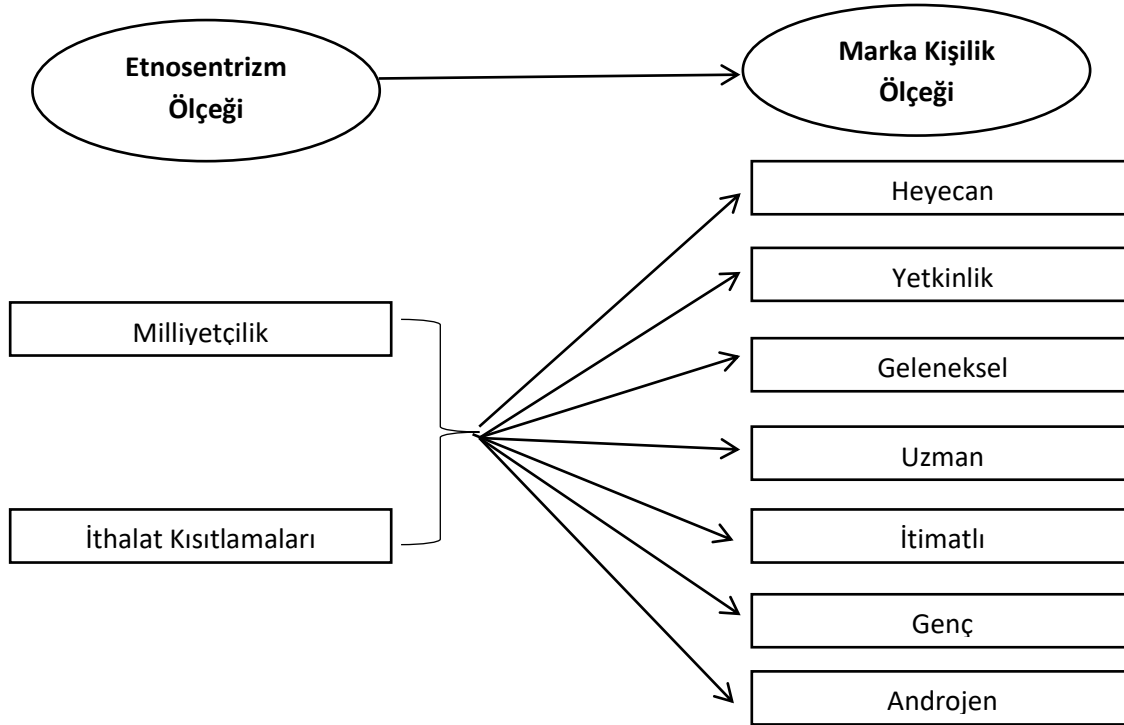 Etnosentrizm
Ölçeği
Marka Kişilik
Ölçeği
Heyecan
Yetkinlik
Milliyetçilik
Geleneksel
Uzman
İthalat Kısıtlamaları
İtimatlı
Genç
Androjen